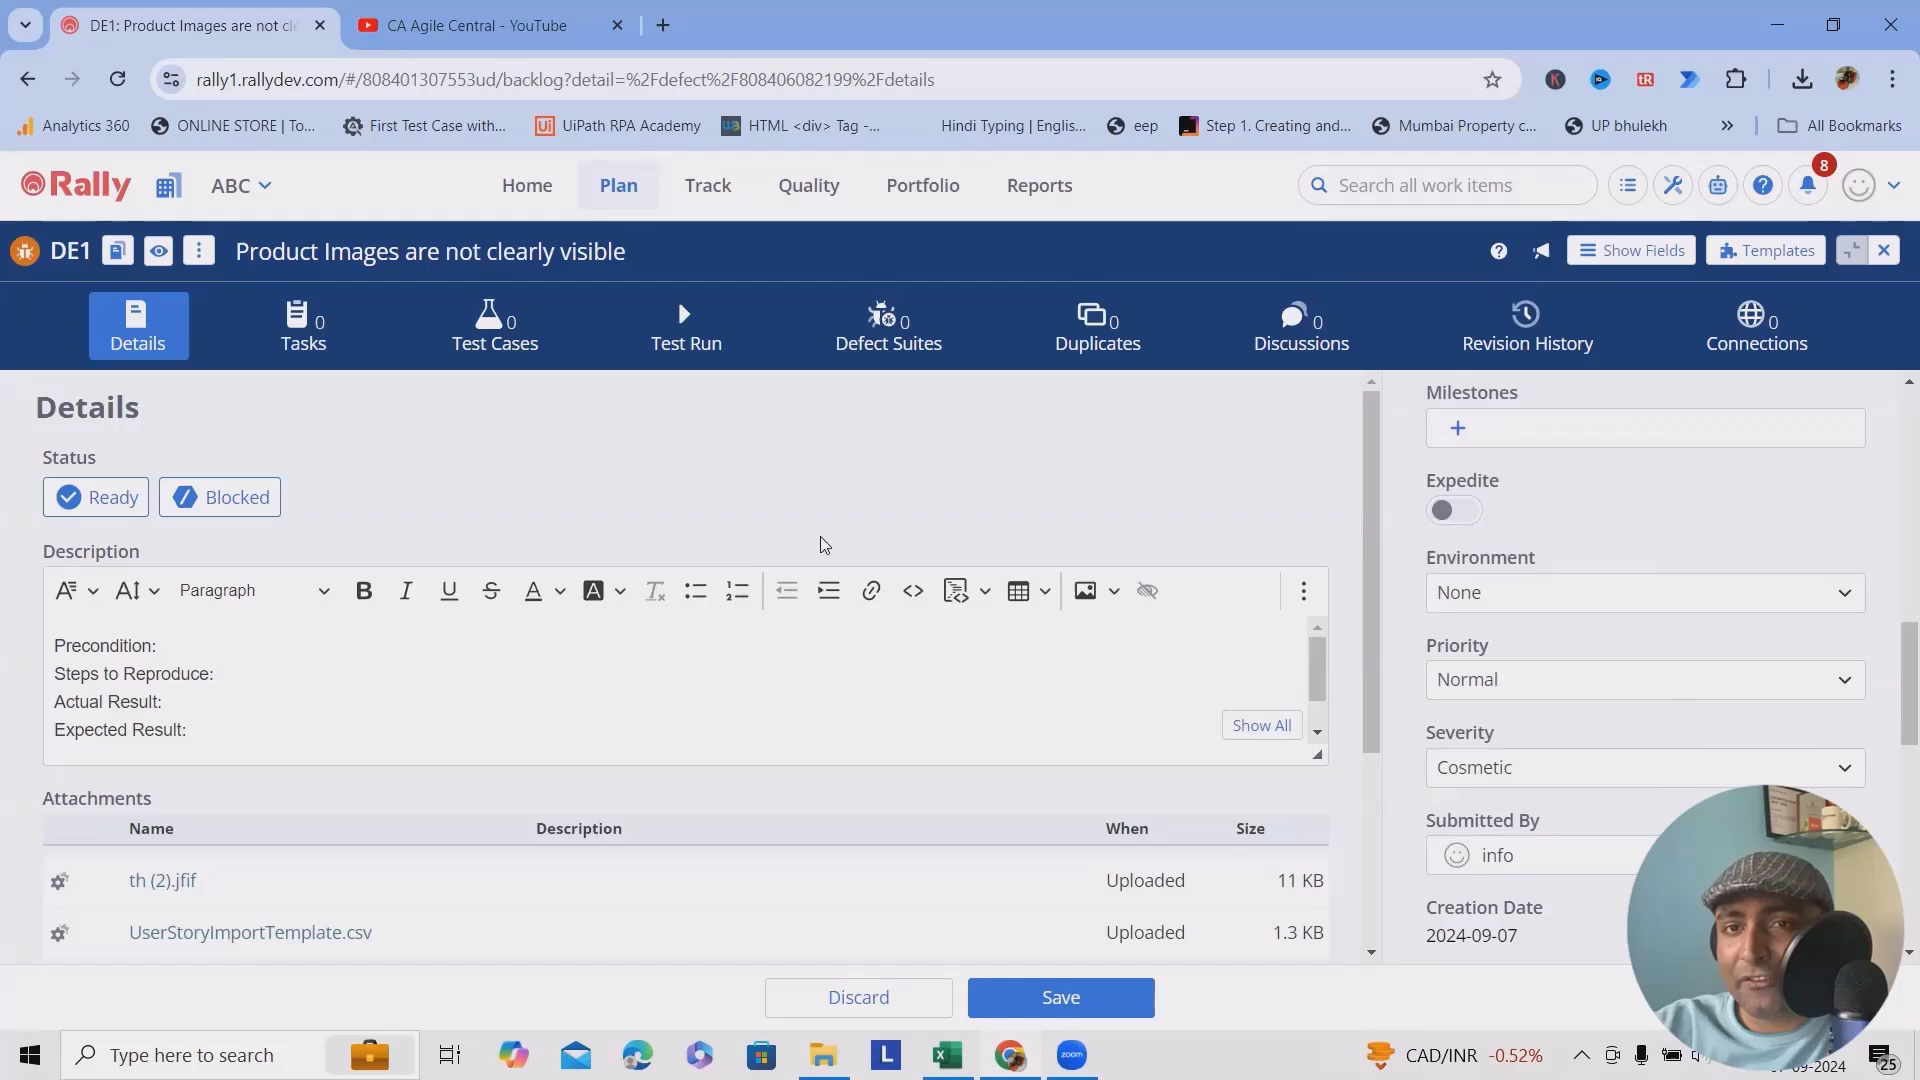 DE1: Product Images are not cle
CA Agile Central - YouTube
rally1.rallydev.com/#/808401307553ud/backlog?detail=%2Fdefect%2F808406082199%2Fdetails
K
tR
Analytics 360
ONLINE STORE | To...
First Test Case with...
UiPath RPA Academy
HTML <div> Tag -...
Hindi Typing | Englis...
eep
Step 1. Creating and...
Mumbai Property c...
UP bhulekh
All Bookmarks
Rally
ABC
Home
Plan
Track
Quality
Portfolio
Reports
Search all work items
8
DE1
Product Images are not clearly visible
Show Fields
Templates
Details
0
Tasks
0
Test Cases
Test Run
0
Defect Suites
0
Duplicates
0
Discussions
Revision History
0
Connections
Details
Status
Ready
Blocked
Description
Paragraph
Precondition:
Steps to Reproduce:
Actual Result:
Expected Result:
Show All
Attachments
Name Description When Size
th (2).jfif Uploaded 11 KB
UserStoryImportTemplate.csv Uploaded 1.3 KB
Milestones
Expedite
Environment
None
Priority
Normal
Severity
Cosmetic
Submitted By
info
Creation Date
2024-09-07
Discard
Save
Type here to search
L
zoom
CAD/INR -0.52%
-09-2024
25